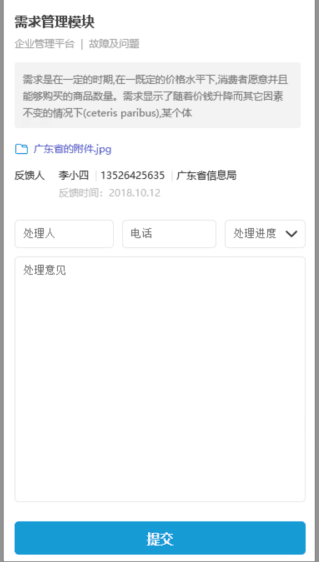 需求管理模块
企业管理平台 | 故障及问题
需求是在一定的时期,在一既定的价格水平下,消费者愿意并且
能够购买的商品数量。需求显示了随着价钱升降而其它因素
不变的情况下(ceteris paribus),某个体
广东省的附件.jpg
反馈人 李小四 | 13526425635 | 广东省信息局
反馈时间：2018.10.12
处理人 电话 处理进度
处理意见
提交